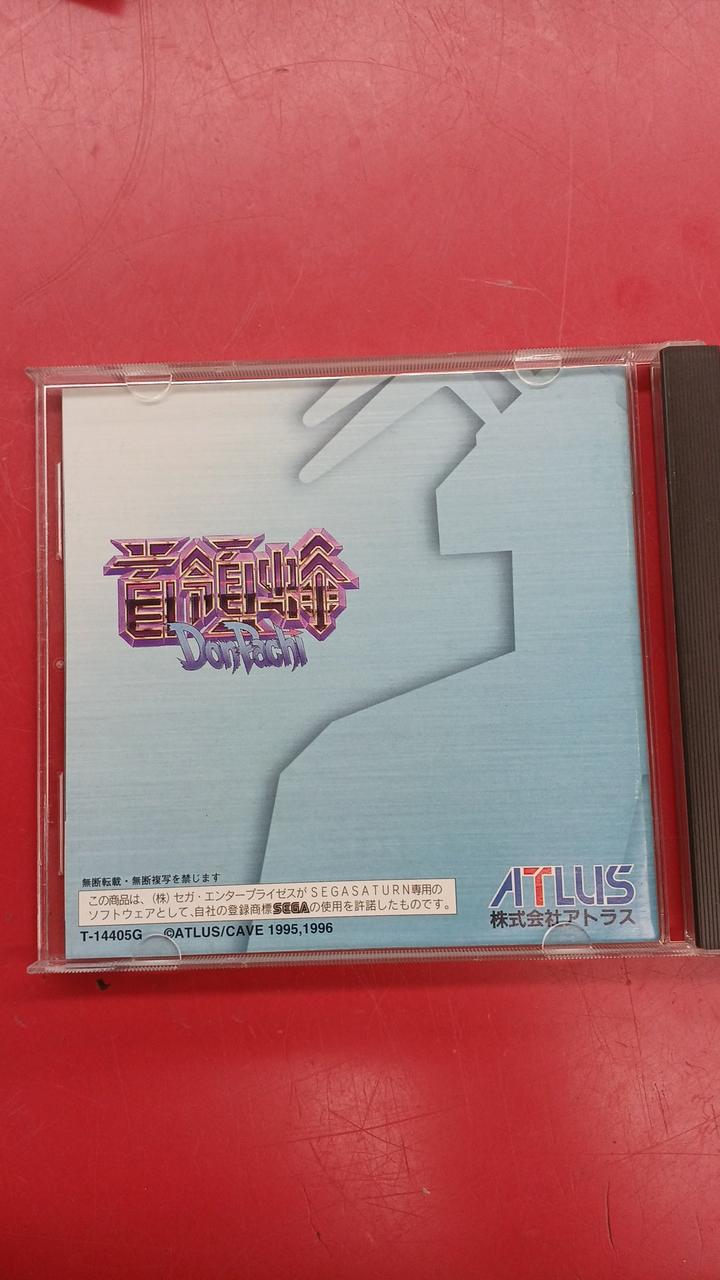 首領蜂
DonPachi
無断転載・無断複写を禁じます
この商品は、(株)セガ・エンタープライゼスがSEGASATURN専用の
ソフトウェアとして、自社の登録商標SEGAの使用を許諾したものです。
T-14405G ©ATLUS/CAVE 1995,1996
ATLUS
株式会社アトラス